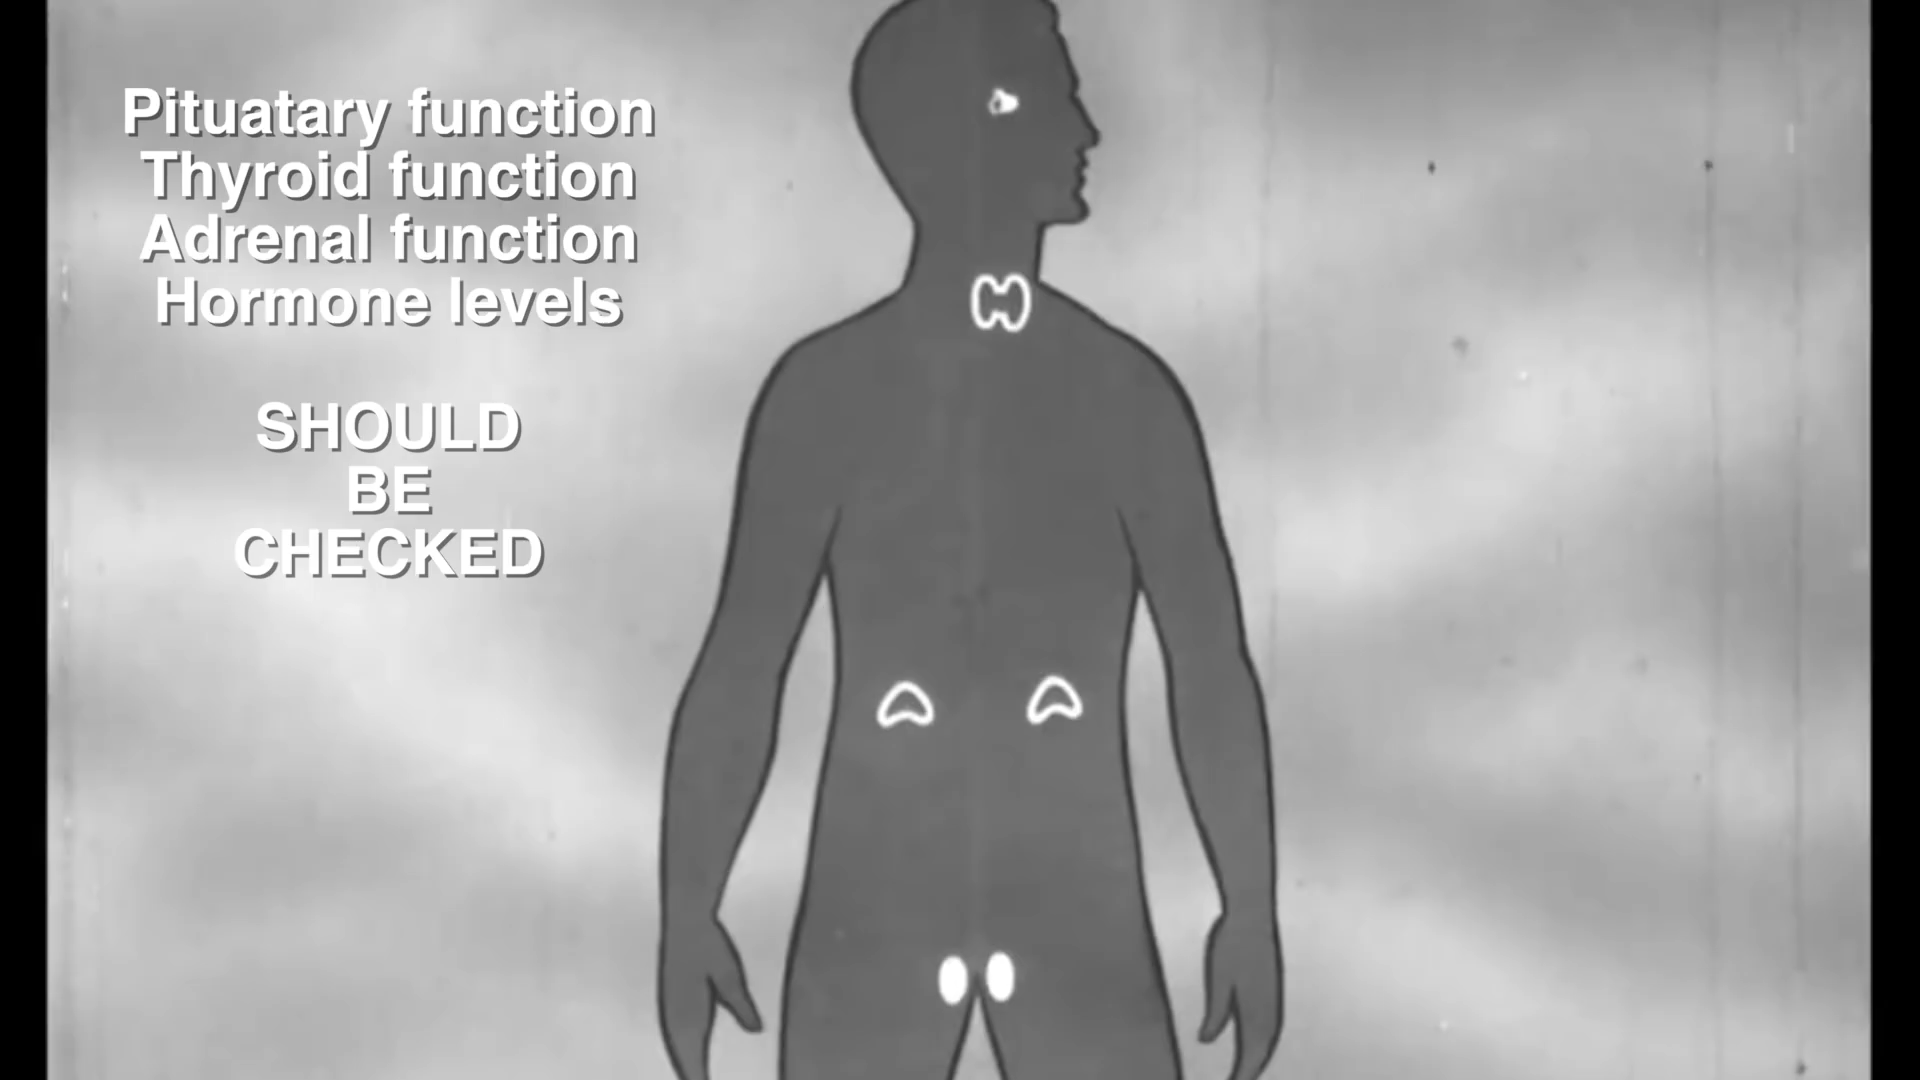 Pituatary function
Thyroid function
Adrenal function
Hormone levels
SHOULD
BE
CHECKED